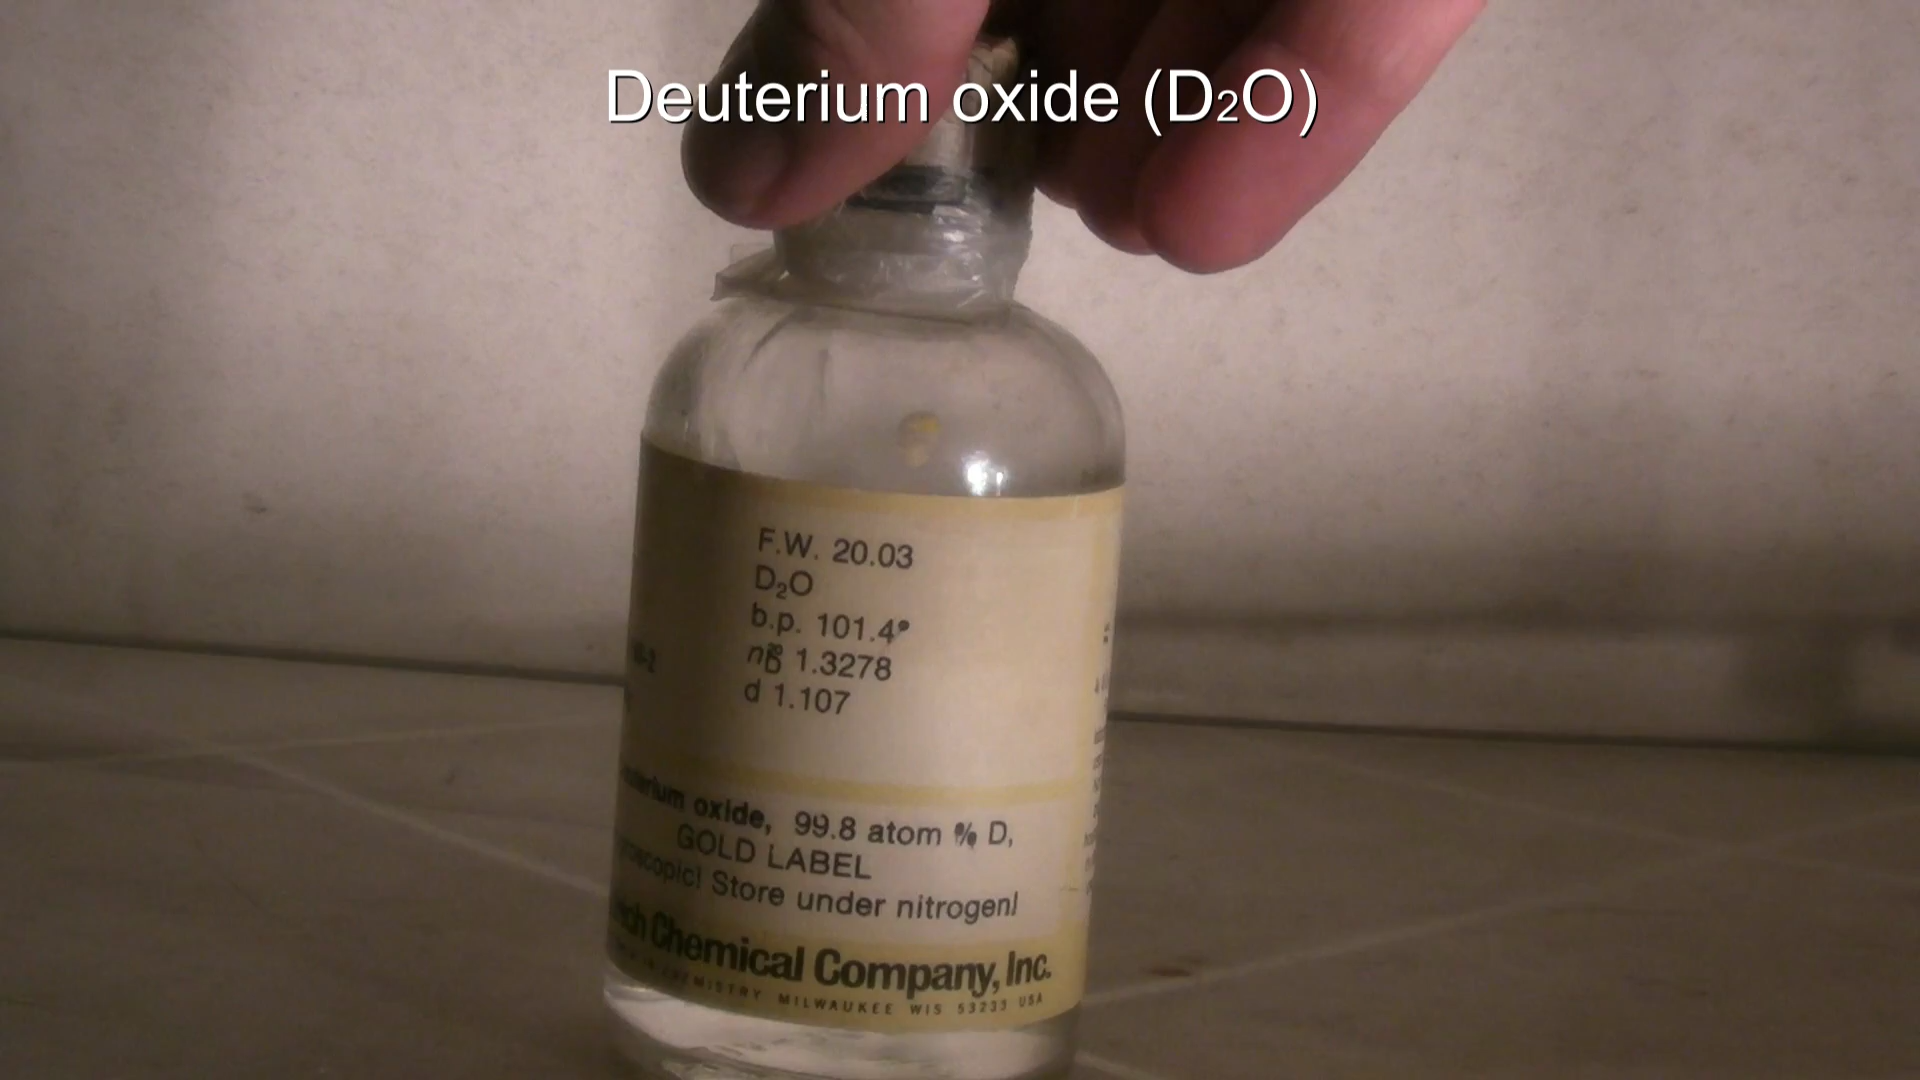 Deuterium oxide (D2O)
F.W. 20.03
D2O
b.p. 101.4°
n 1.3278
d 1.107
oxide, 99.8 atom % D,
GOLD LABEL
Store under nitrogen!
Chemical Company, Inc.
MILWAUKEE WIS 53233 USA